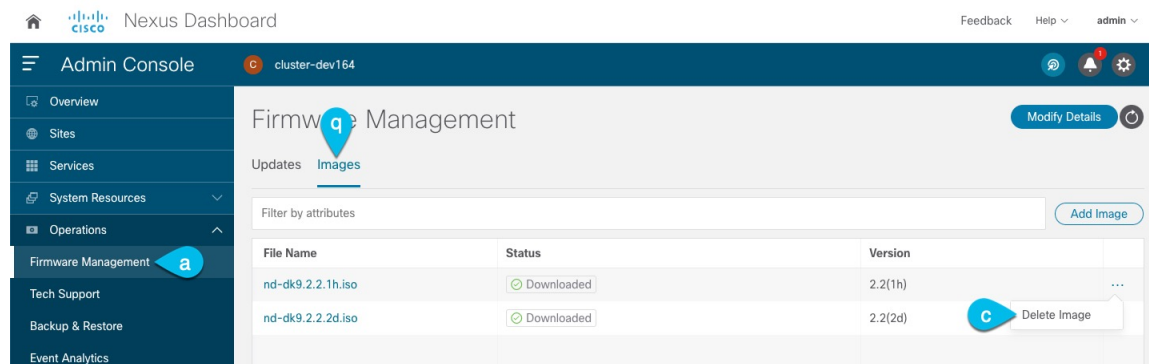 CISCO Nexus Dashboard Feedback Help admin
Admin Console C cluster-dev164 1
Overview
Sites
Services
System Resources
Operations
Firmware Management a
Tech Support
Backup & Restore
Event Analytics
Firmware Management q
Modify Details
Updates Images
Filter by attributes Add Image
File Name Status Version
nd-dk9.2.2.1h.iso Downloaded 2.2(1h) ...
nd-dk9.2.2.2d.iso Downloaded 2.2(2d)
c Delete Image